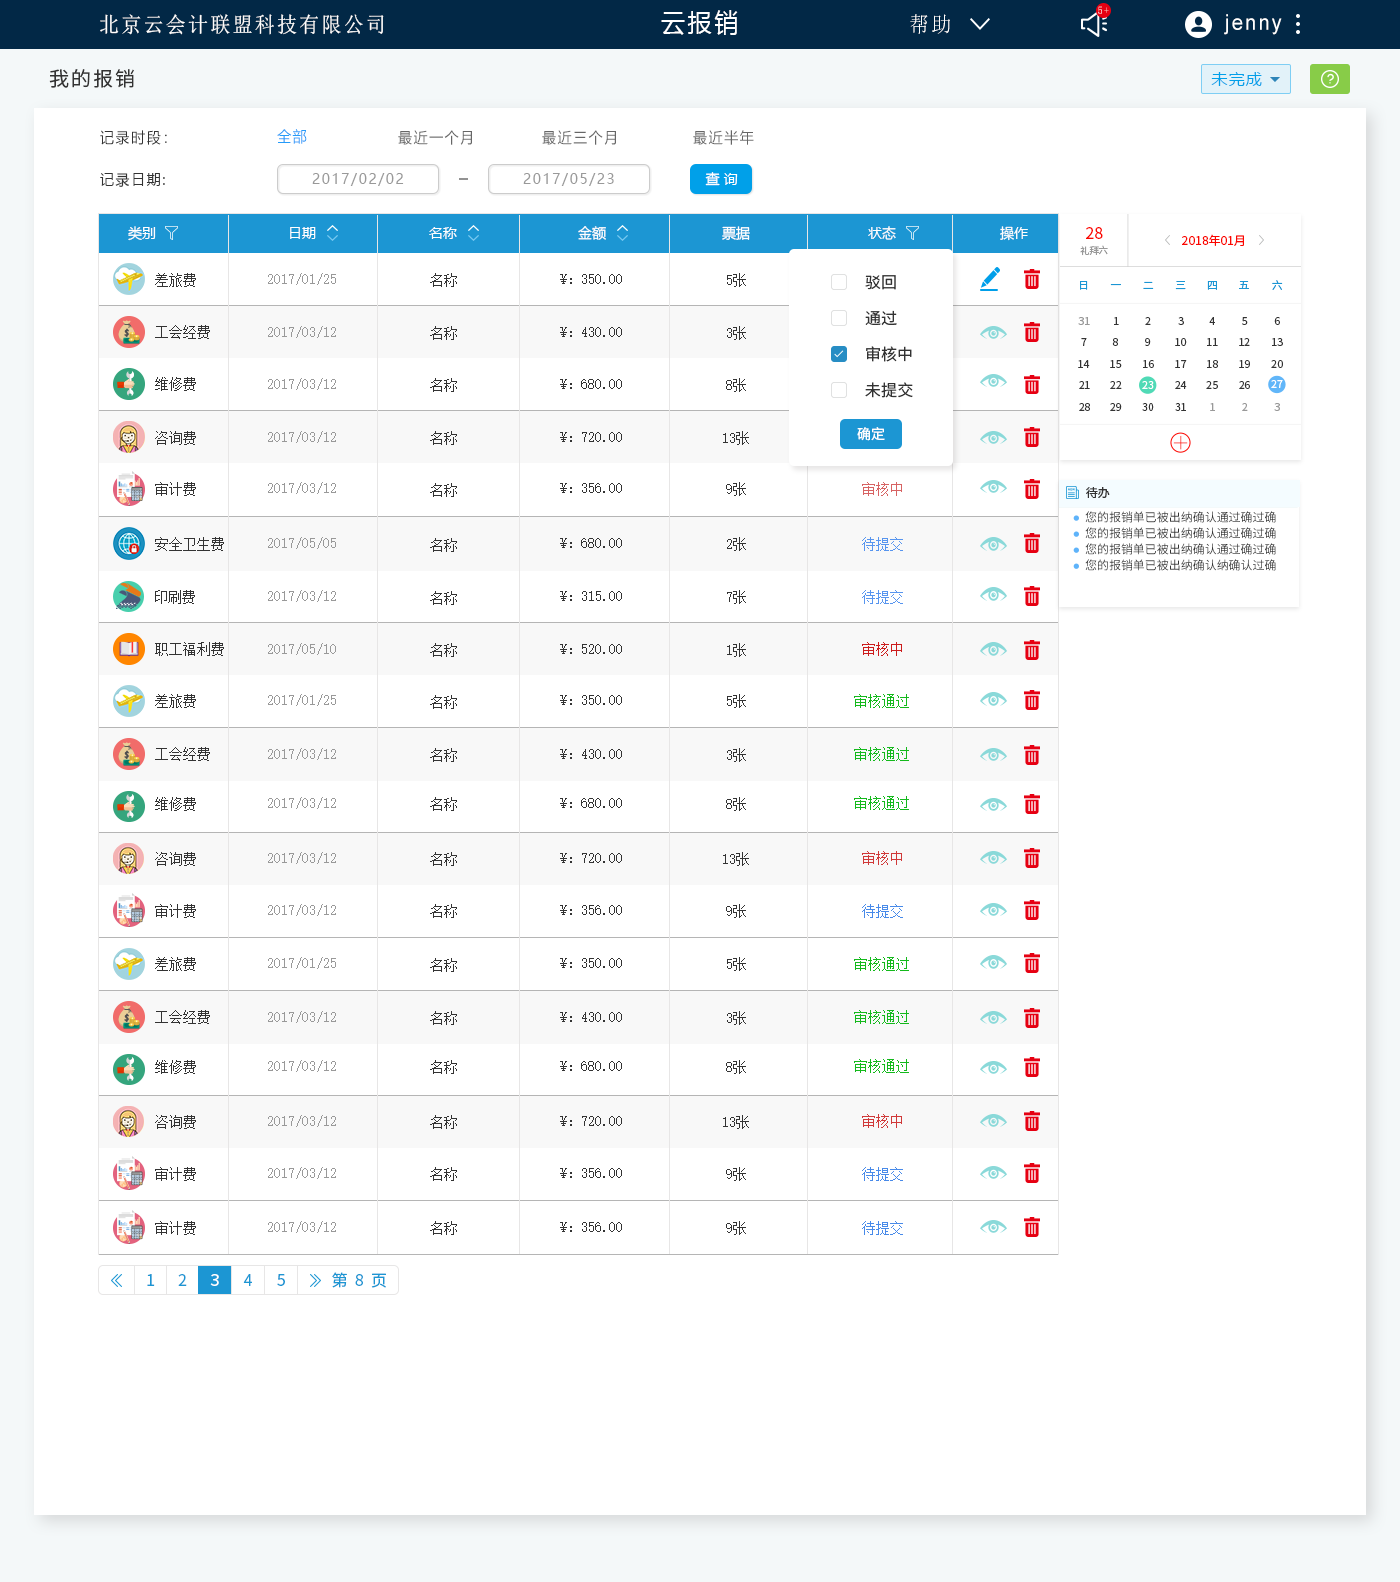 北京云会计联盟科技有限公司 云报销 帮助 5+ jenny
我的报销 未完成
记录时段: 全部 最近一个月 最近三个月 最近半年
记录日期: 2017/02/02 - 2017/05/23 查询
类别 日期 名称 金额 票据 状态 操作
差旅费 2017/01/25 名称 ¥: 350.00 5张
工会经费 2017/03/12 名称 ¥: 430.00 3张
维修费 2017/03/12 名称 ¥: 680.00 8张
咨询费 2017/03/12 名称 ¥: 720.00 13张
审计费 2017/03/12 名称 ¥: 356.00 9张 审核中
安全卫生费 2017/05/05 名称 ¥: 680.00 2张 待提交
印刷费 2017/03/12 名称 ¥: 315.00 7张 待提交
职工福利费 2017/05/10 名称 ¥: 520.00 1张 审核中
差旅费 2017/01/25 名称 ¥: 350.00 5张 审核通过
工会经费 2017/03/12 名称 ¥: 430.00 3张 审核通过
维修费 2017/03/12 名称 ¥: 680.00 8张 审核通过
咨询费 2017/03/12 名称 ¥: 720.00 13张 审核中
审计费 2017/03/12 名称 ¥: 356.00 9张 待提交
差旅费 2017/01/25 名称 ¥: 350.00 5张 审核通过
工会经费 2017/03/12 名称 ¥: 430.00 3张 审核通过
维修费 2017/03/12 名称 ¥: 680.00 8张 审核通过
咨询费 2017/03/12 名称 ¥: 720.00 13张 审核中
审计费 2017/03/12 名称 ¥: 356.00 9张 待提交
审计费 2017/03/12 名称 ¥: 356.00 9张 待提交
驳回
通过
审核中
未提交
确定
28 2018年01月
礼拜六
日 一 二 三 四 五 六
31 1 2 3 4 5 6
7 8 9 10 11 12 13
14 15 16 17 18 19 20
21 22 23 24 25 26 27
28 29 30 31 1 2 3
待办
您的报销单已被出纳确认通过确过确
您的报销单已被出纳确认通过确过确
您的报销单已被出纳确认通过确过确
您的报销单已被出纳确认纳确认过确
« 1 2 3 4 5 » 第 8 页